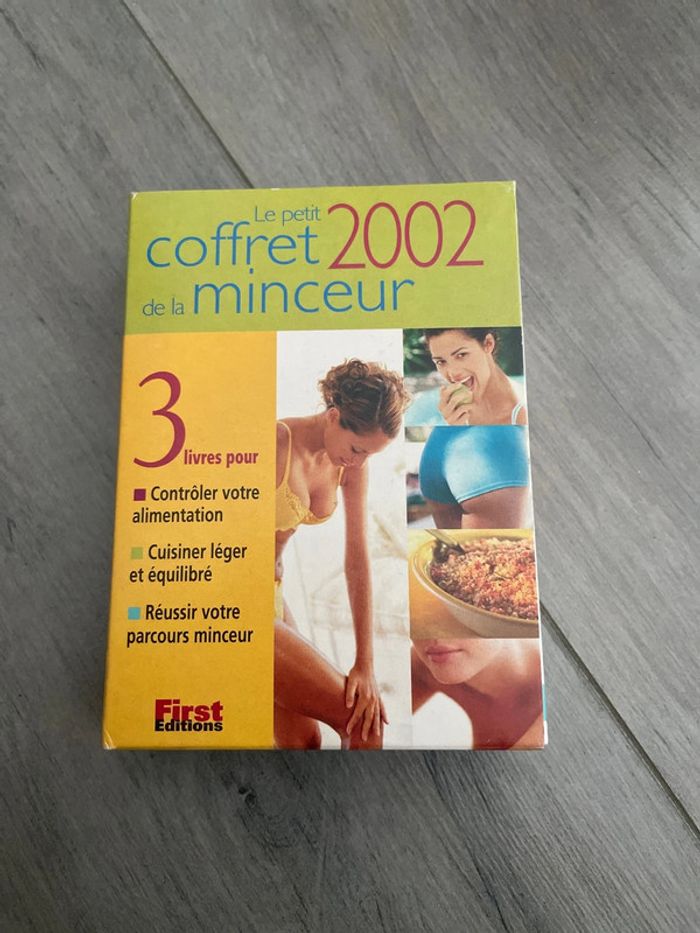 Le petit
coffret 2002
de la minceur
3
livres pour
Contrôler votre
alimentation
Cuisiner léger
et équilibré
Réussir votre
parcours minceur
First
Editions